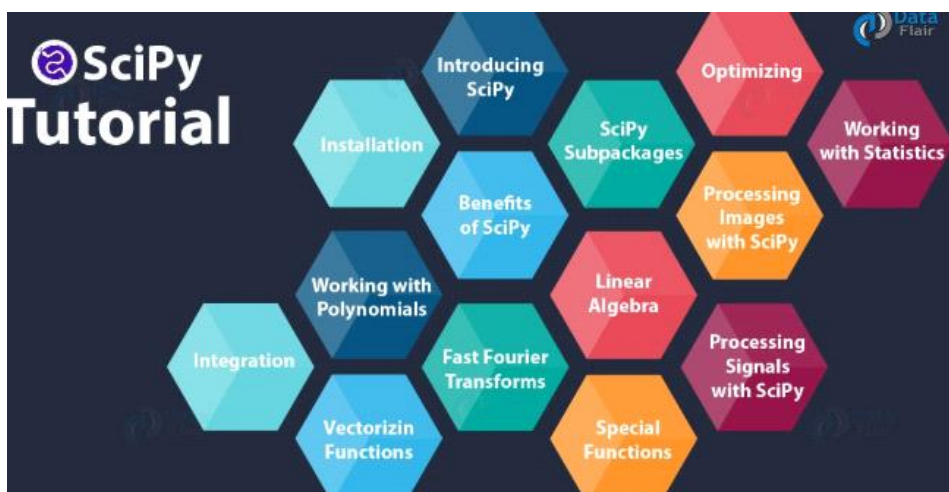 SciPy
Tutorial
Data
Flair
Introducing
SciPy
Optimizing
Installation
SciPy
Subpackages
Working
with Statistics
Benefits
of SciPy
Processing
Images
with SciPy
Working with
Polynomials
Linear
Algebra
Integration
Fast Fourier
Transforms
Processing
Signals
with SciPy
Vectorizin
Functions
Special
Functions